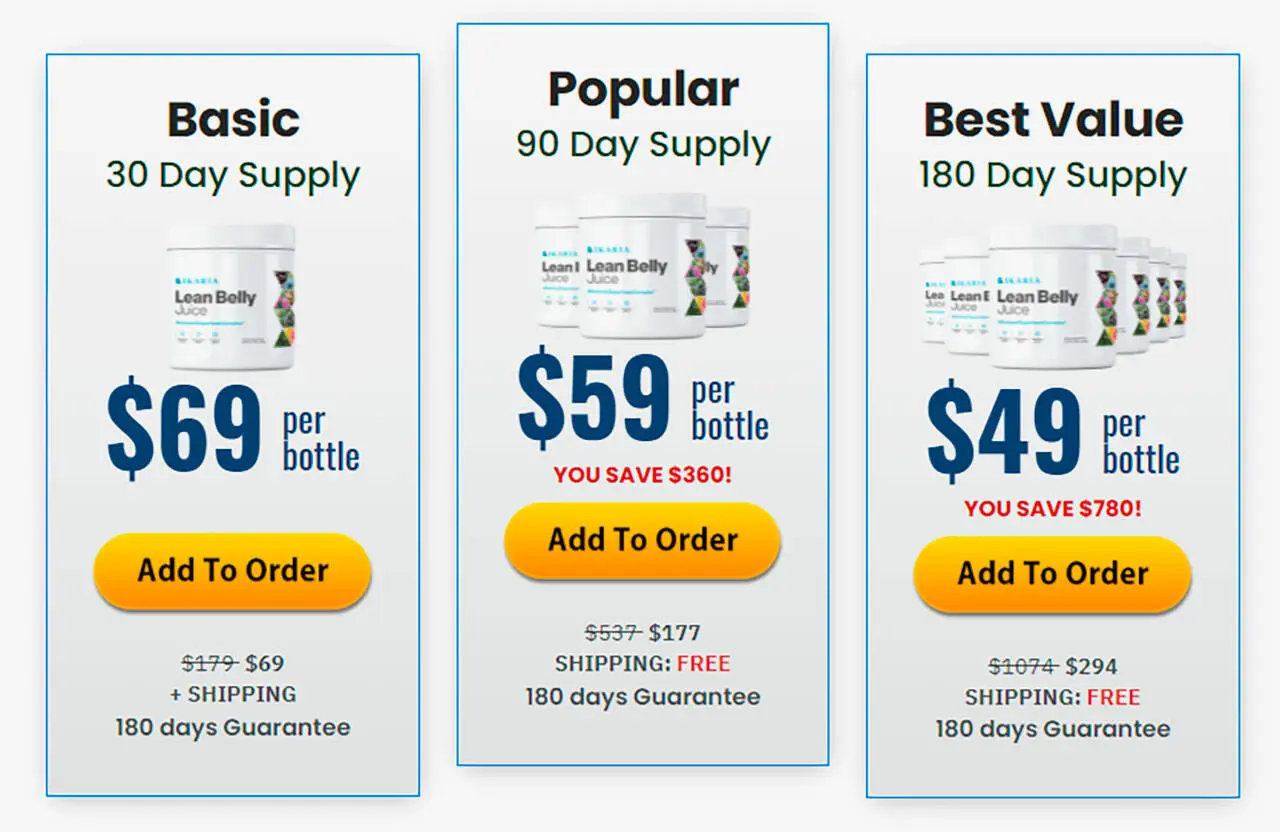 Basic
30 Day Supply
IKARIA
Lean Belly
Juice
$69 per
bottle
Add To Order
$179 $69
+ SHIPPING
180 days Guarantee
Popular
90 Day Supply
IKARIA
Lean Belly
Juice
$59 per
bottle
YOU SAVE $360!
Add To Order
$537 $177
SHIPPING: FREE
180 days Guarantee
Best Value
180 Day Supply
IKARIA
Lean Belly
Juice
$49 per
bottle
YOU SAVE $780!
Add To Order
$1074 $294
SHIPPING: FREE
180 days Guarantee